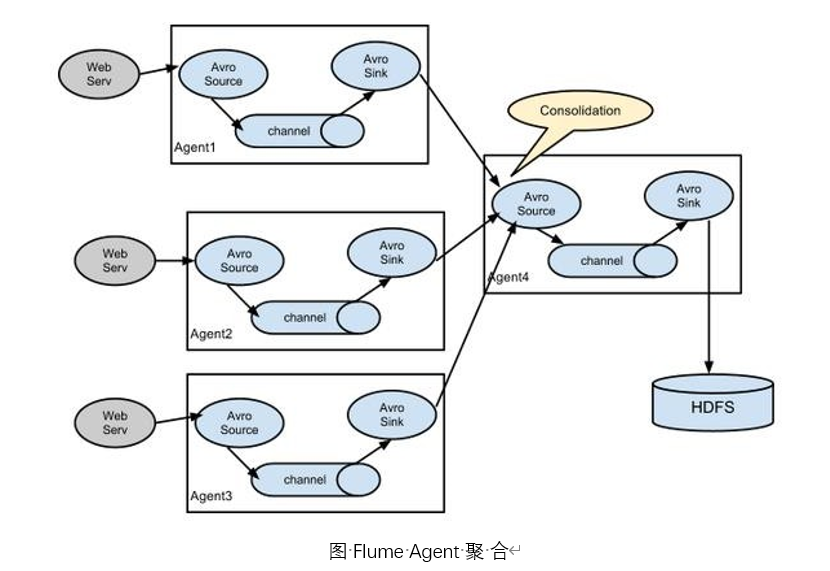 Web
Serv
Avro
Source
Avro
Sink
channel
Agent1
Consolidation
Web
Serv
Avro
Source
Avro
Sink
channel
Agent2
Avro
Source
Avro
Sink
channel
Agent4
Web
Serv
Avro
Source
Avro
Sink
channel
Agent3
HDFS
图·Flume·Agent·聚·合↵